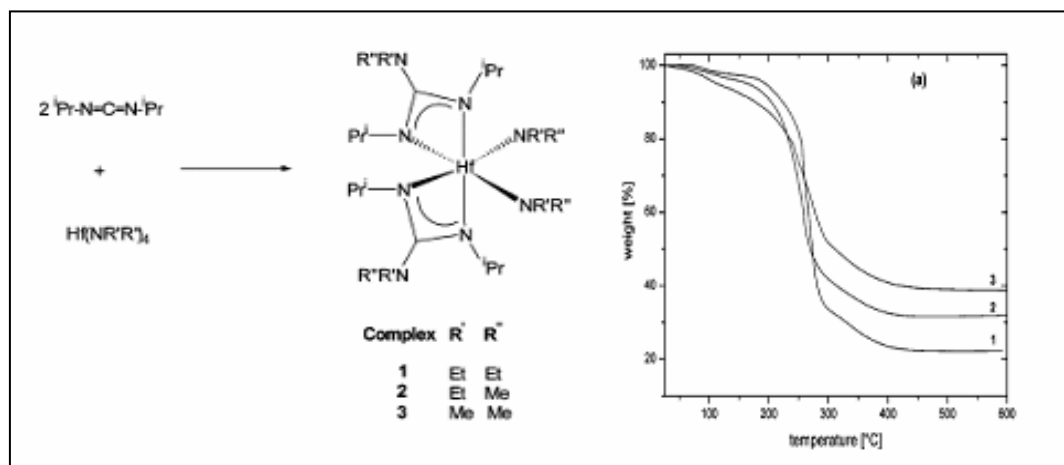 2 ⁱPr-N=C=N-ⁱPr
+
Hf(NR'R")₄
R"R'N
ⁱPr
N
Prⁱ
N
NR'R"
Hf
Prⁱ
N
NR'R"
N
R"R'N
ⁱPr
Complex R' R"
1 Et Et
2 Et Me
3 Me Me
(a)
weight [%]
100
80
60
40
20
3
2
1
100 200 300 400 500 600
temperature [°C]